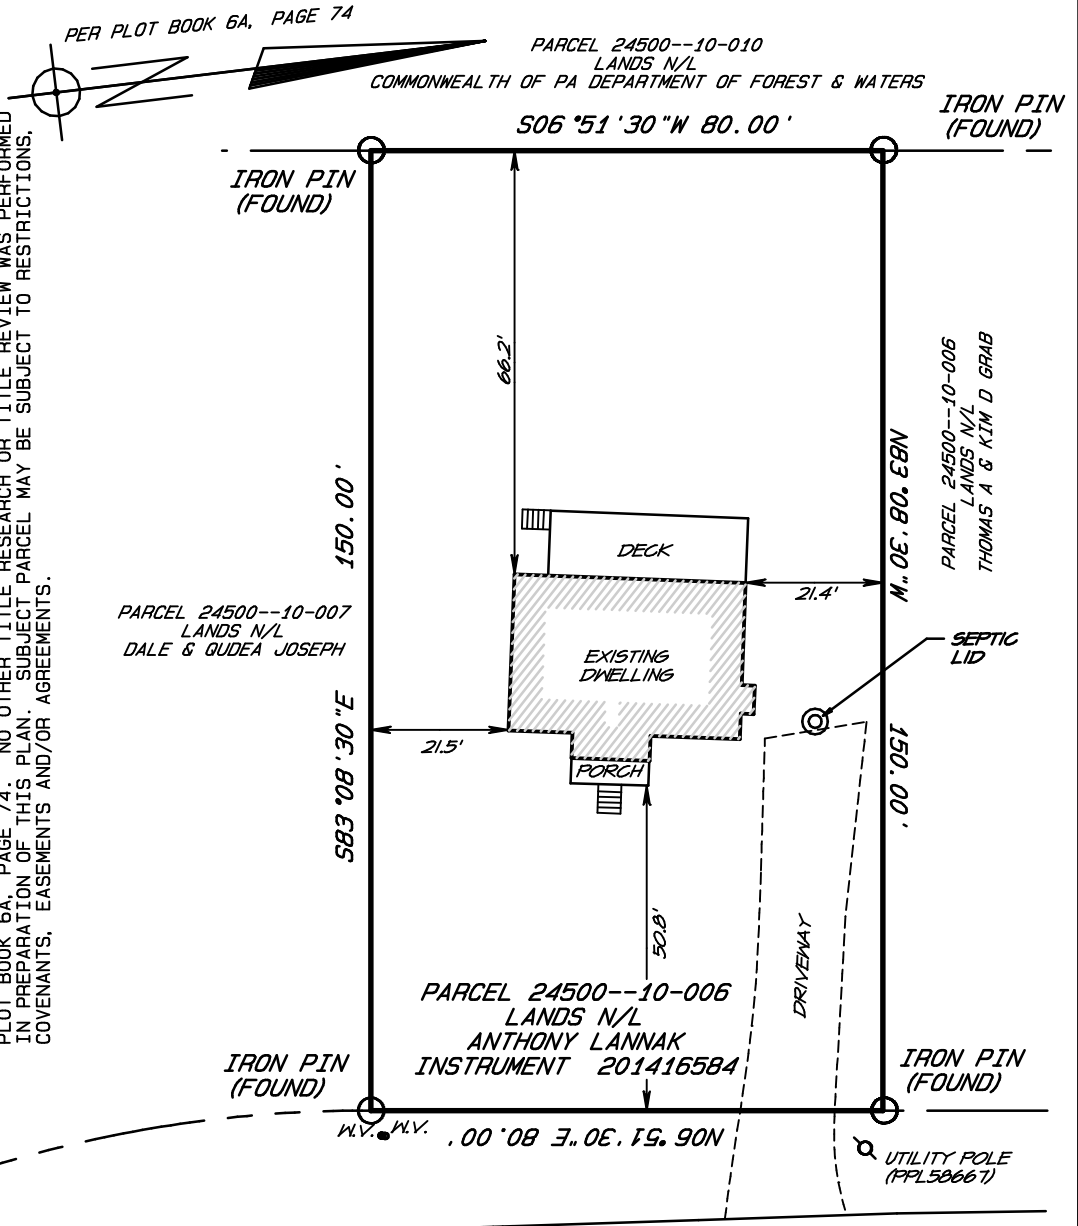 PER PLOT BOOK 6A, PAGE 74
N
PARCEL 24500--10-010
LANDS N/L
COMMONWEALTH OF PA DEPARTMENT OF FOREST & WATERS
S06°51'30"W 80.00'
IRON PIN
(FOUND)
IRON PIN
(FOUND)
PLOT BOOK 6A, PAGE 74. NO OTHER TITLE RESEARCH OR TITLE REVIEW WAS PERFORMED
IN PREPARATION OF THIS PLAN. SUBJECT PARCEL MAY BE SUBJECT TO RESTRICTIONS,
COVENANTS, EASEMENTS AND/OR AGREEMENTS.
66.2'
S83°08'30"E 150.00'
N83°08'30"W 150.00'
PARCEL 24500--10-006
LANDS N/L
THOMAS A & KIM D GRAB
DECK
21.4'
PARCEL 24500--10-007
LANDS N/L
DALE & QUDEA JOSEPH
EXISTING
DWELLING
SEPTIC
LID
21.5'
PORCH
50.8'
DRIVEWAY
PARCEL 24500--10-006
LANDS N/L
ANTHONY LANNAK
INSTRUMENT 201416584
IRON PIN
(FOUND)
IRON PIN
(FOUND)
W.V. W.V.
N06°51'30"E 80.00'
UTILITY POLE
(PPL58667)